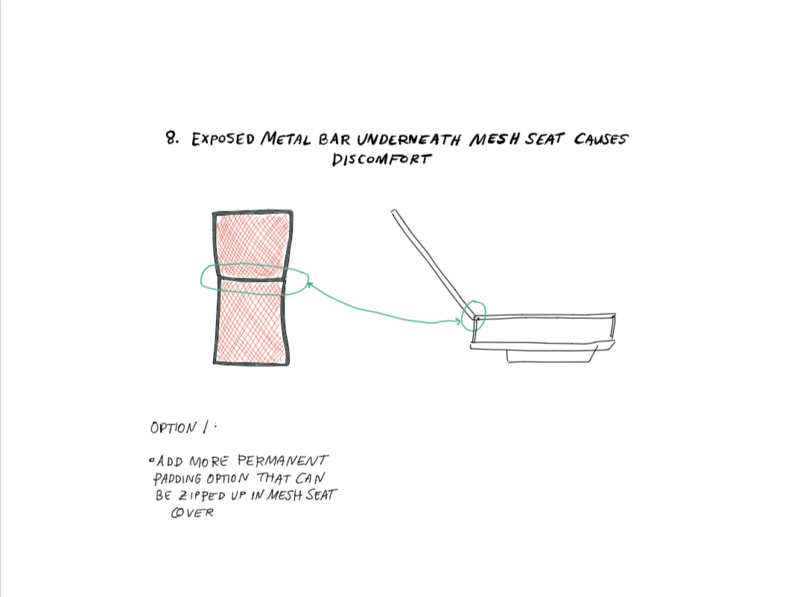 8. EXPOSED METAL BAR UNDERNEATH MESH SEAT CAUSES
DISCOMFORT
OPTION 1:
• ADD MORE PERMANENT
PADDING OPTION THAT CAN
BE ZIPPED UP IN MESH SEAT
COVER